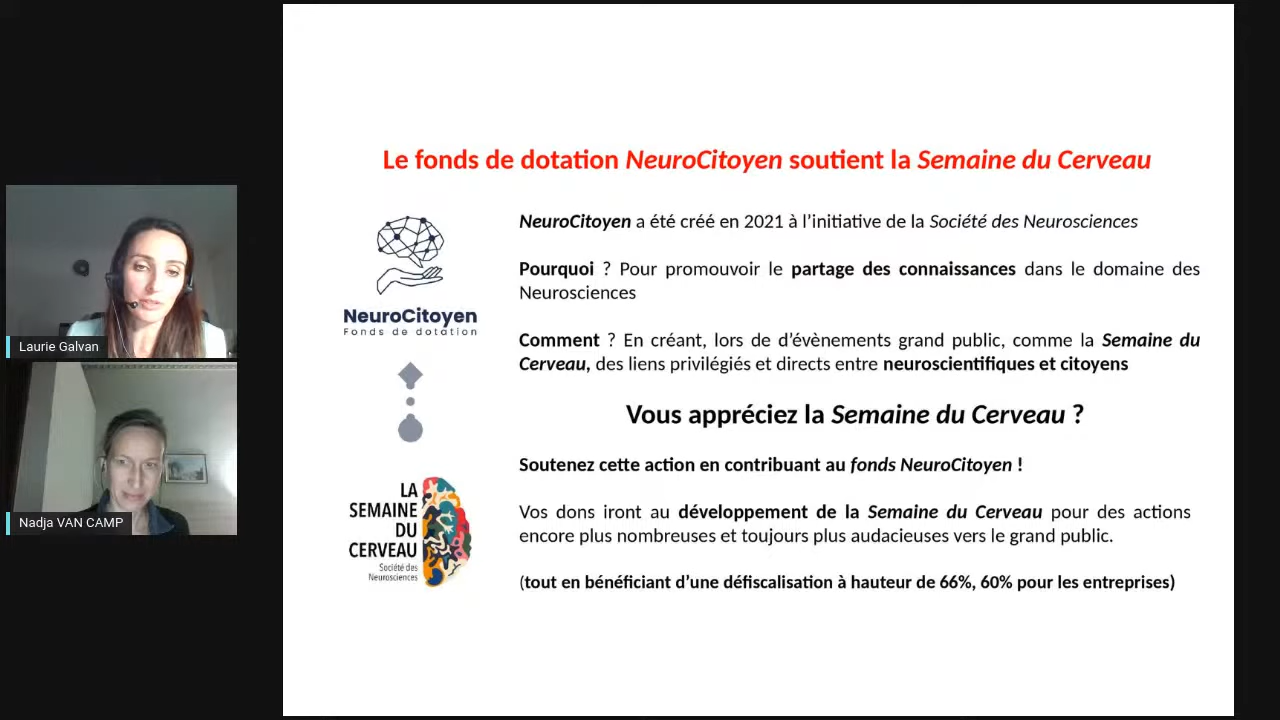 Le fonds de dotation NeuroCitoyen soutient la Semaine du Cerveau
NeuroCitoyen
Fonds de dotation
NeuroCitoyen a été créé en 2021 à l’initiative de la Société des Neurosciences
Pourquoi ? Pour promouvoir le partage des connaissances dans le domaine des
Neurosciences
Comment ? En créant, lors de d’évènements grand public, comme la Semaine du
Cerveau, des liens privilégiés et directs entre neuroscientifiques et citoyens
Vous appréciez la Semaine du Cerveau ?
Soutenez cette action en contribuant au fonds NeuroCitoyen !
Vos dons iront au développement de la Semaine du Cerveau pour des actions
encore plus nombreuses et toujours plus audacieuses vers le grand public.
(tout en bénéficiant d’une défiscalisation à hauteur de 66%, 60% pour les entreprises)
LA
SEMAINE
DU
CERVEAU
Société des
Neurosciences
Laurie Galvan
Nadja VAN CAMP